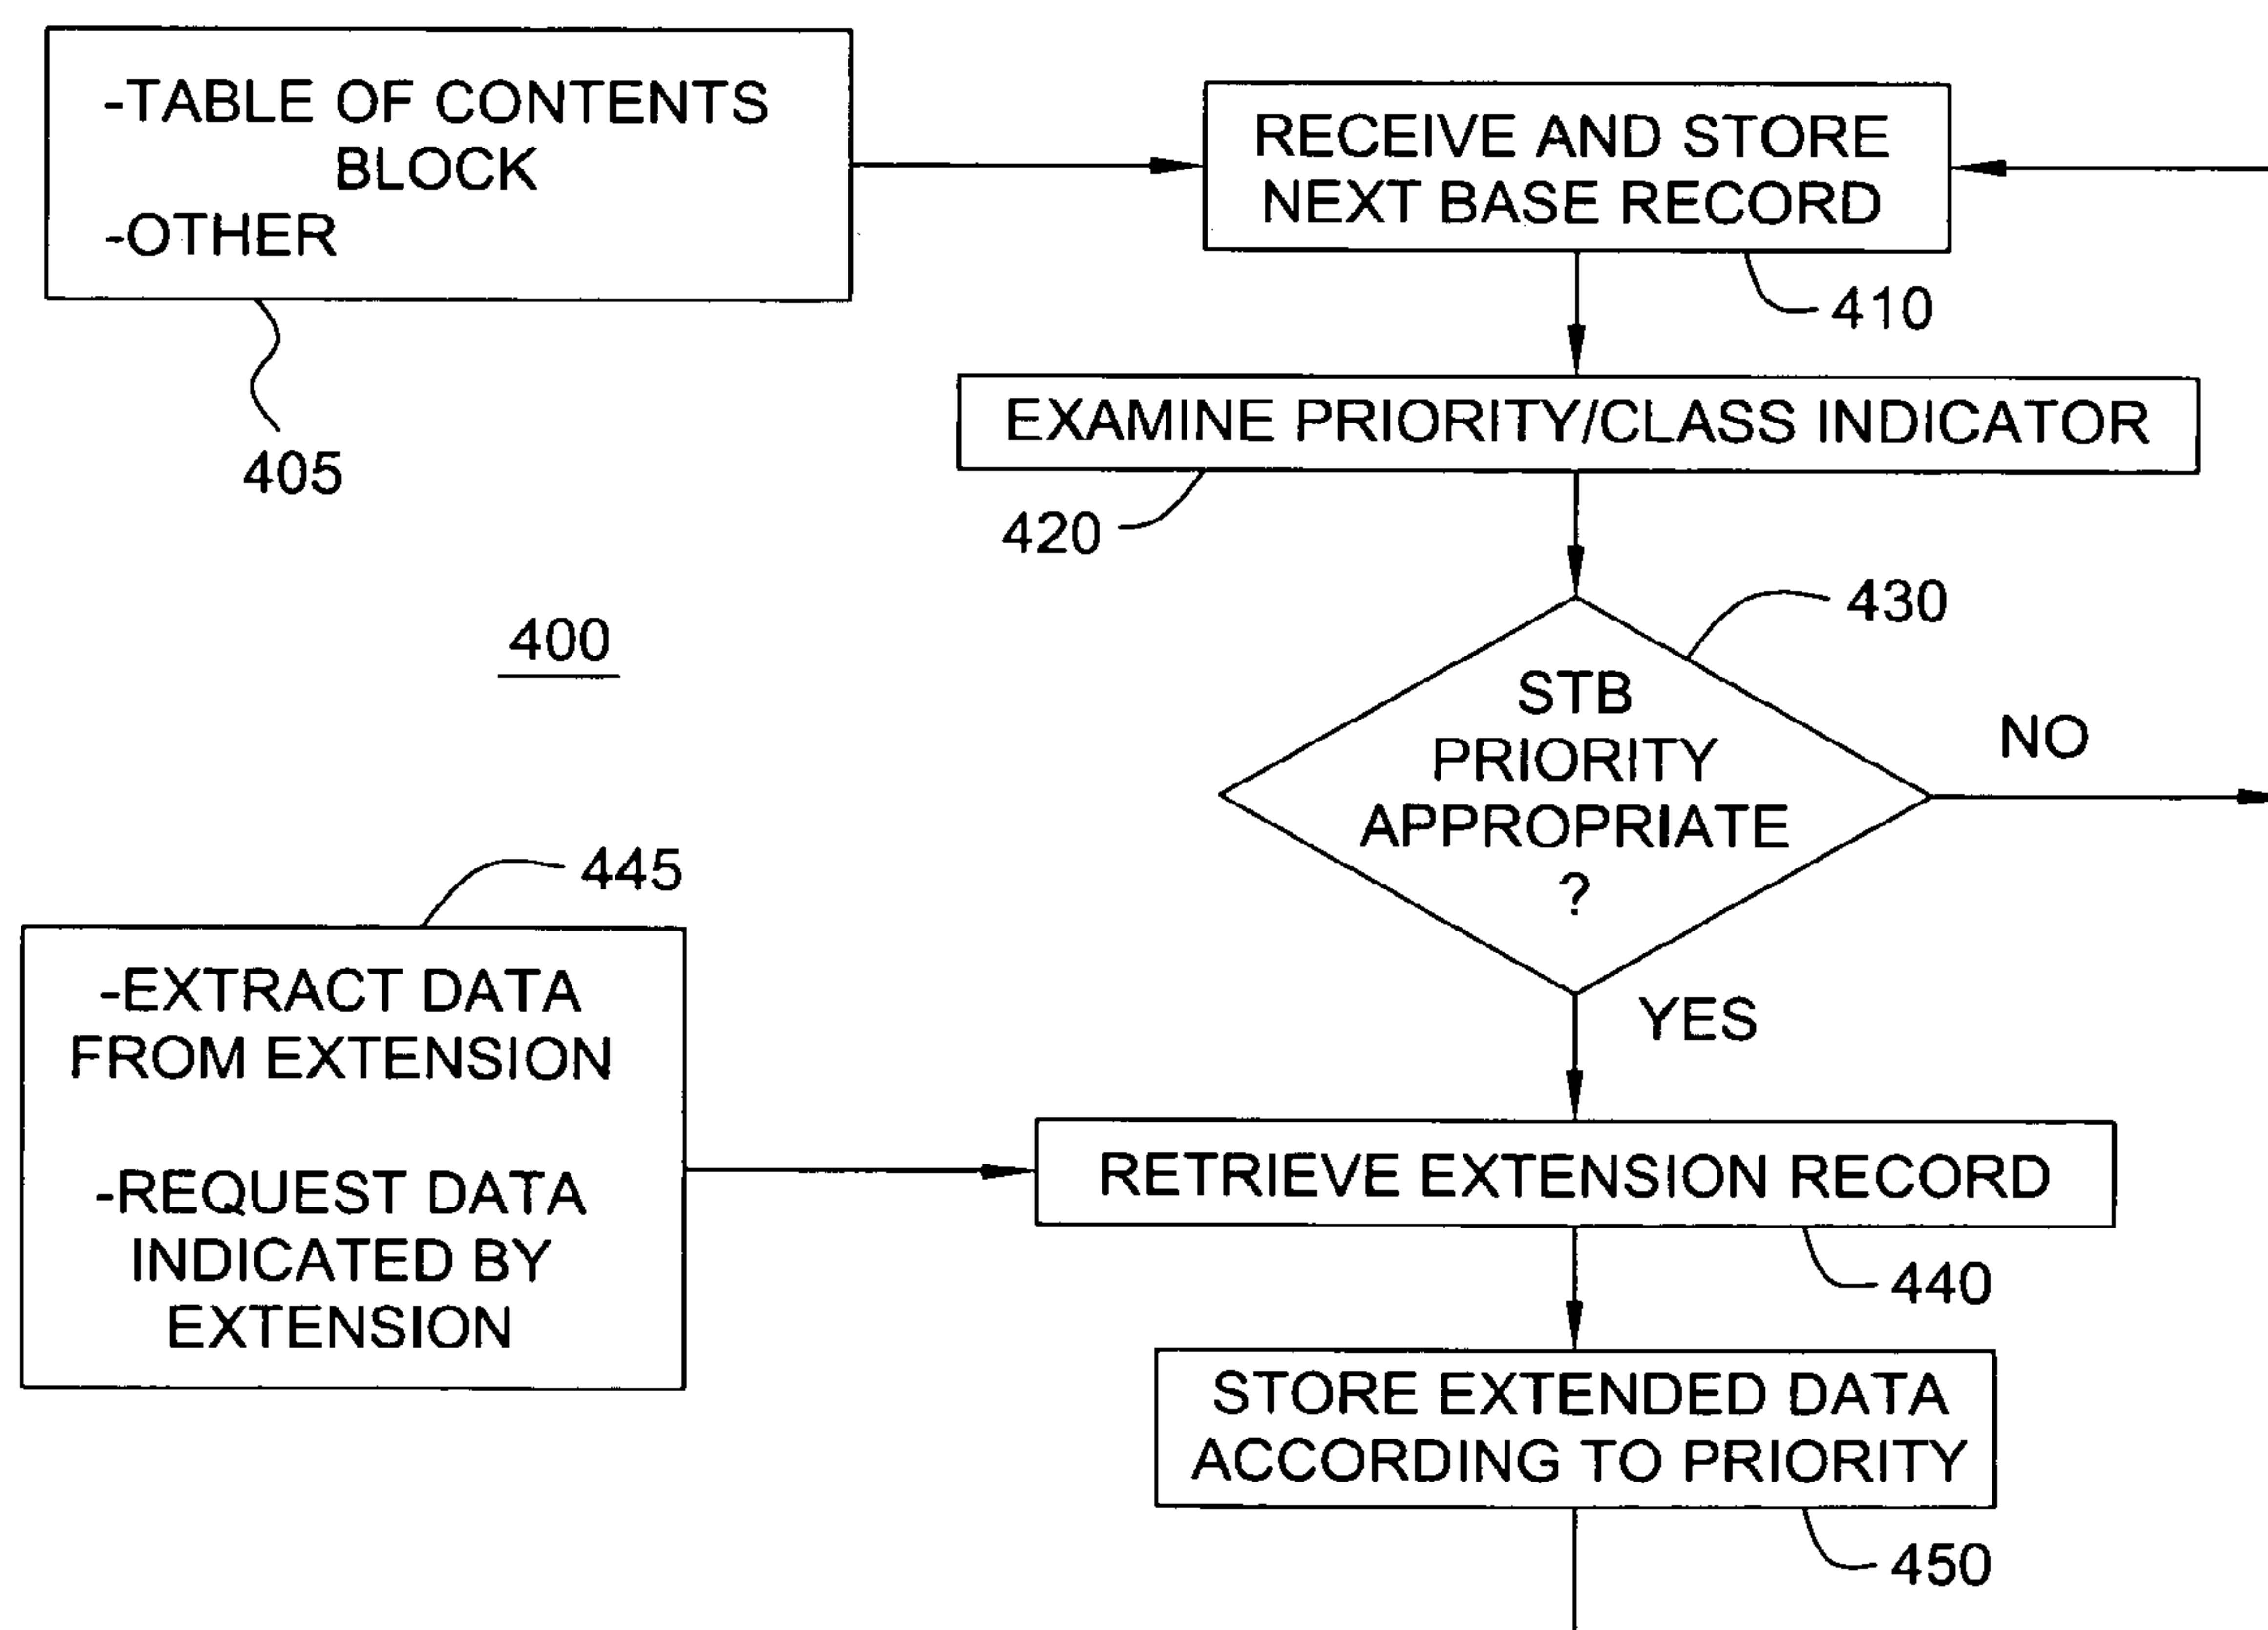 -TABLE OF CONTENTS
BLOCK
-OTHER
405
RECEIVE AND STORE
NEXT BASE RECORD
410
EXAMINE PRIORITY/CLASS INDICATOR
420
400
430
STB
PRIORITY
APPROPRIATE
?
NO
YES
445
-EXTRACT DATA
FROM EXTENSION
-REQUEST DATA
INDICATED BY
EXTENSION
RETRIEVE EXTENSION RECORD
440
STORE EXTENDED DATA
ACCORDING TO PRIORITY
450